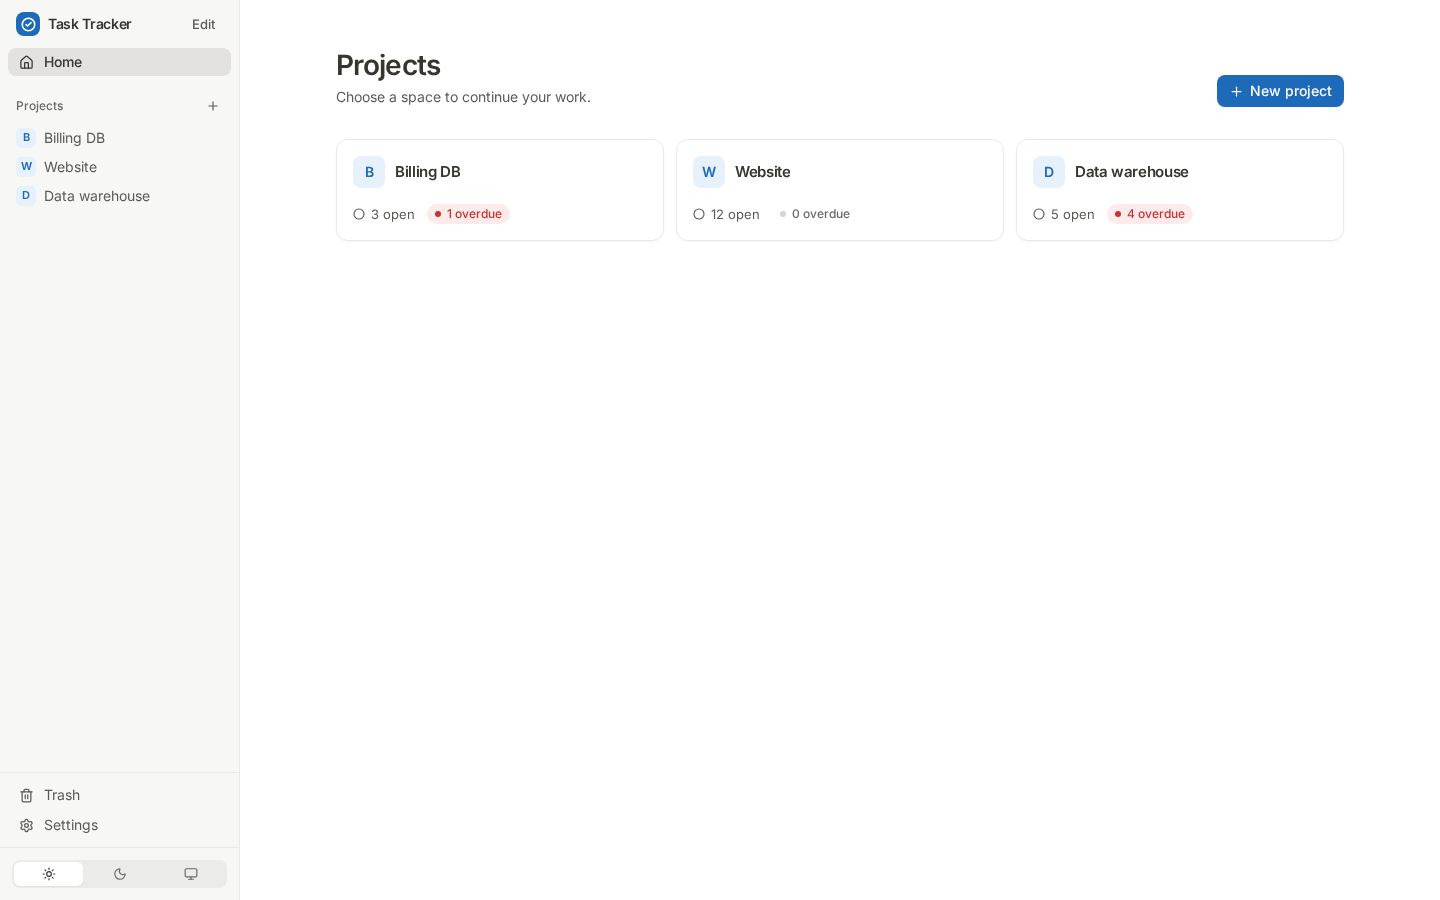 Task Tracker
Edit
Home
Projects
B Billing DB
W Website
D Data warehouse
Trash
Settings
Projects
Choose a space to continue your work.
New project
B Billing DB
3 open 1 overdue
W Website
12 open 0 overdue
D Data warehouse
5 open 4 overdue